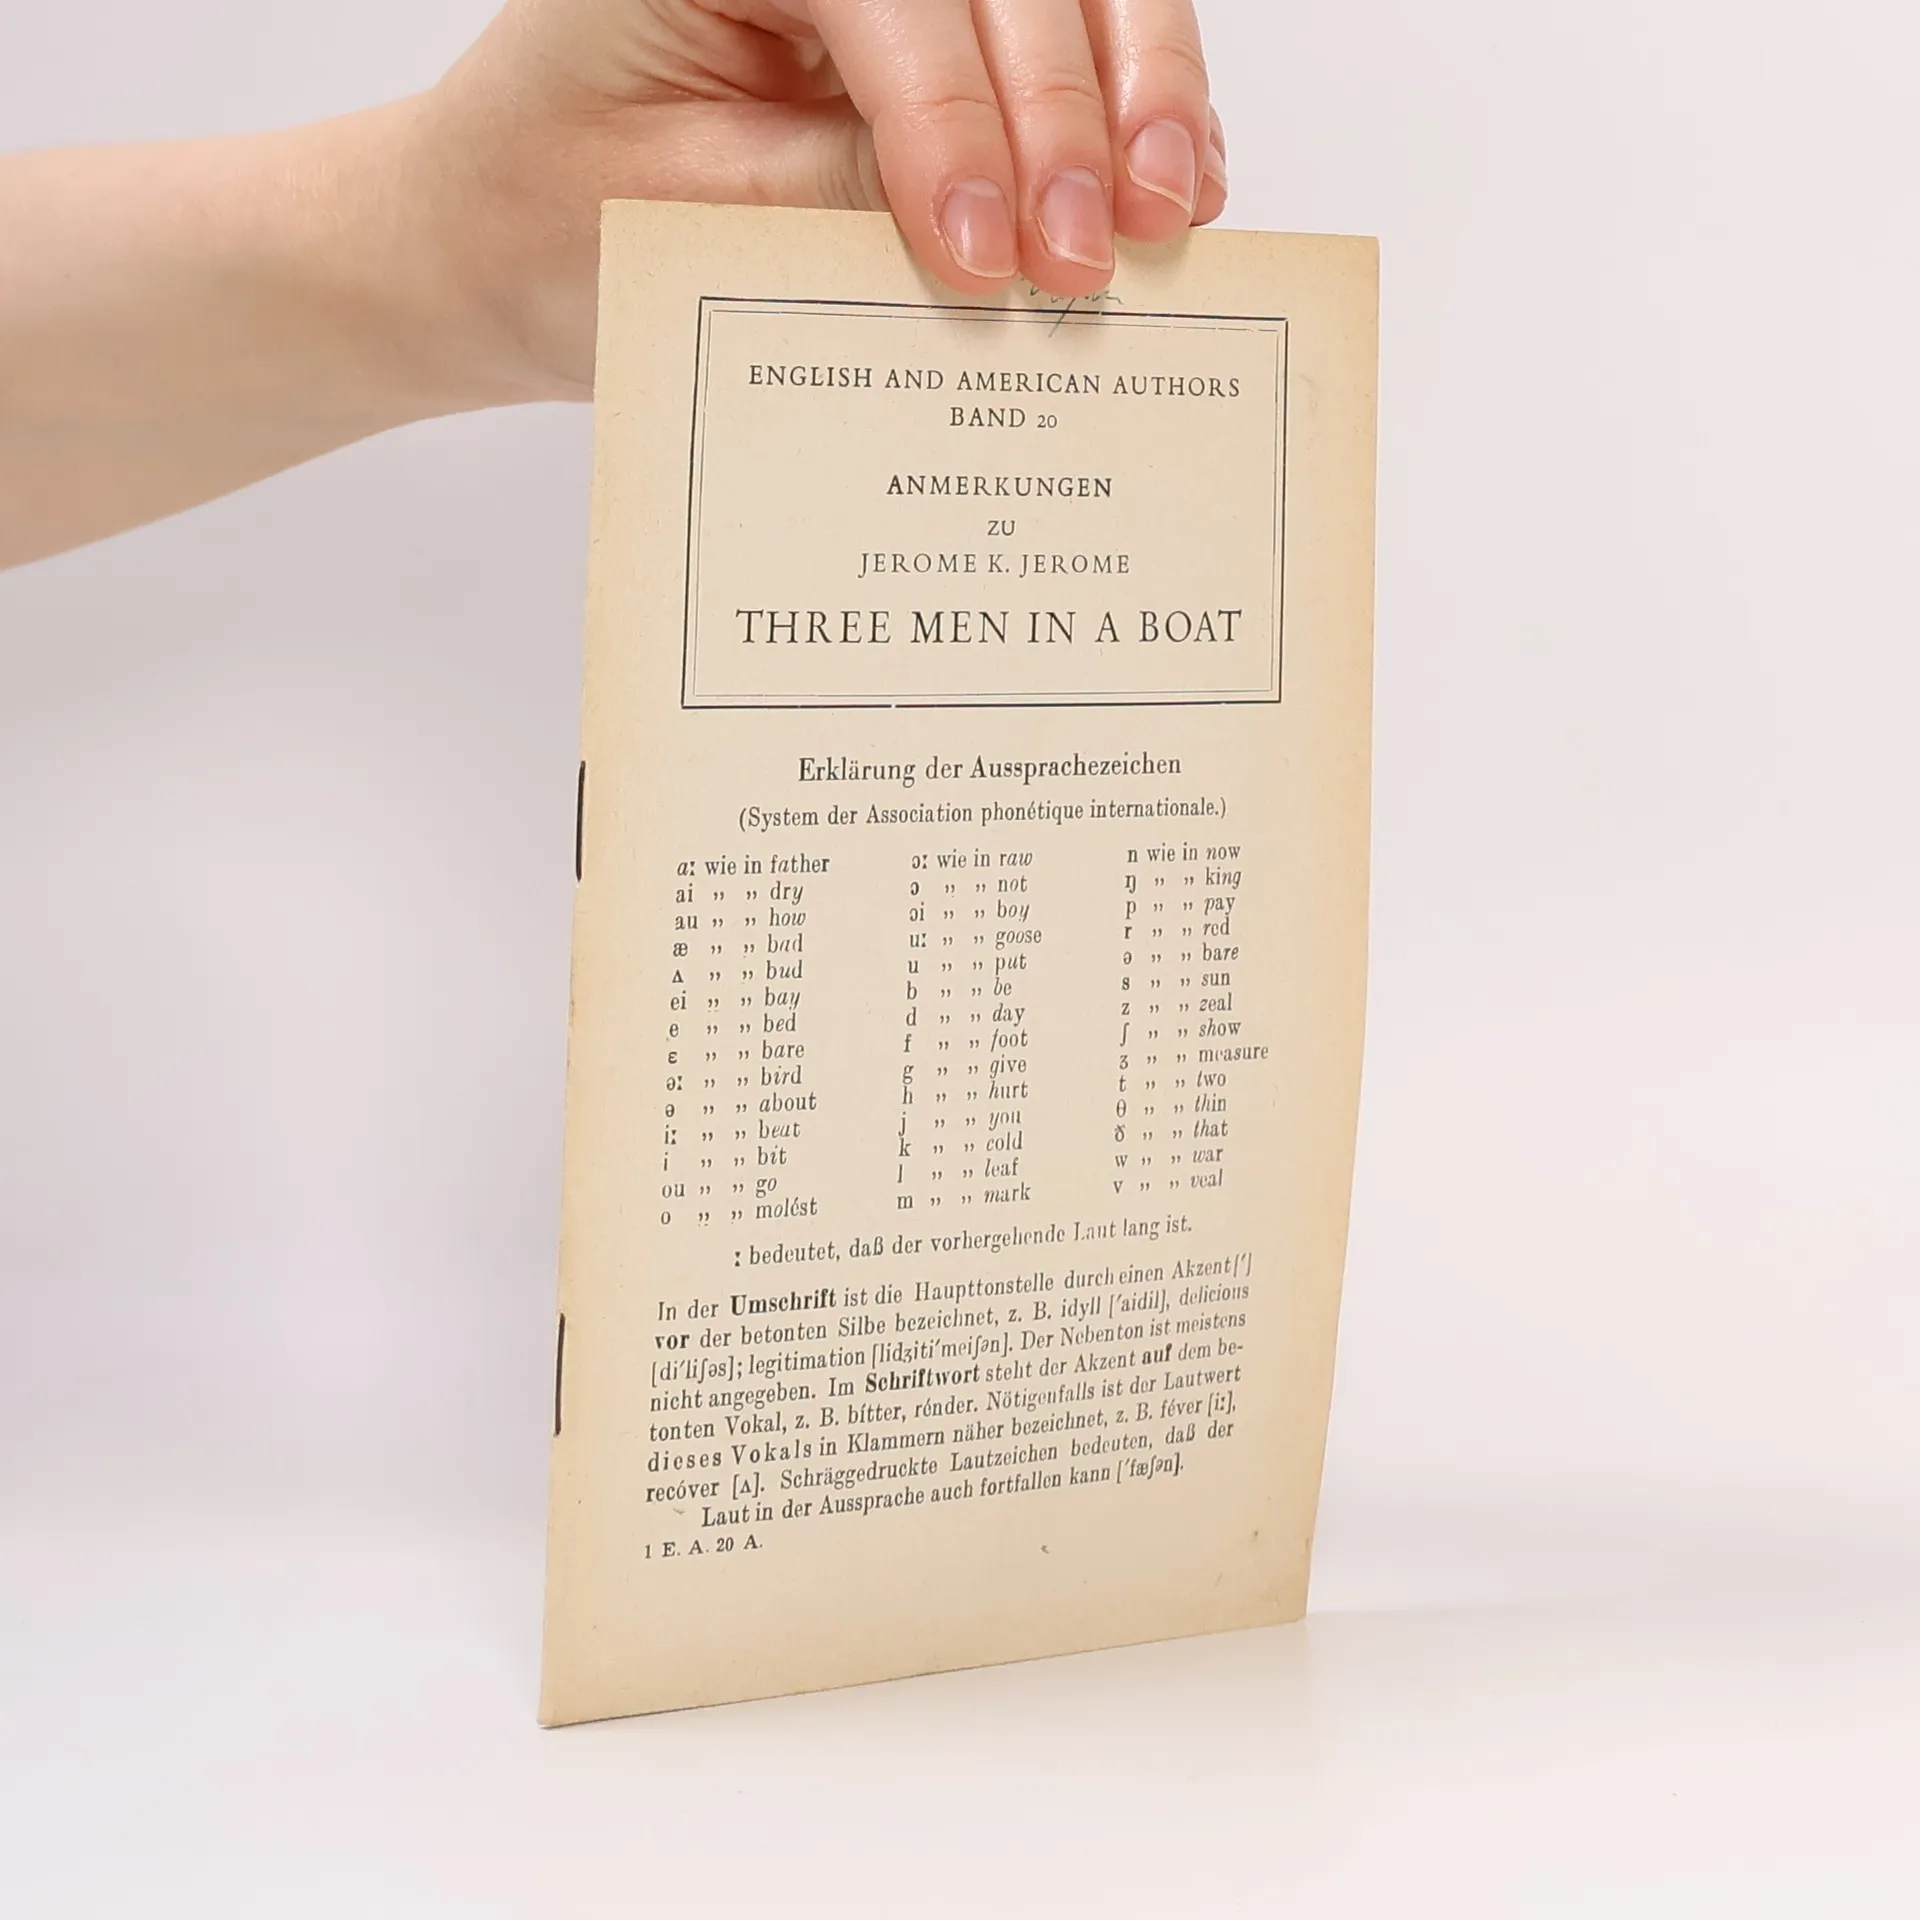 ENGLISH AND AMERICAN AUTHORS
BAND 20
ANMERKUNGEN
ZU
JEROME K. JEROME
THREE MEN IN A BOAT
Erklärung der Aussprachezeichen
(System der Association phonétique internationale.)
aː wie in father
ai „ „ dry
au „ „ how
æ „ „ bad
ʌ „ „ bud
ei „ „ bay
e „ „ bed
ɛ „ „ bare
əː „ „ bird
ə „ „ about
iː „ „ beat
i „ „ bit
ou „ „ go
o „ „ molést
ɔː wie in raw
ɔ „ „ not
ɔi „ „ boy
uː „ „ goose
u „ „ put
b „ „ be
d „ „ day
f „ „ foot
g „ „ give
h „ „ hurt
j „ „ you
k „ „ cold
l „ „ leaf
m „ „ mark
n wie in now
ŋ „ „ king
p „ „ pay
r „ „ red
ə „ „ bare
s „ „ sun
z „ „ zeal
ʃ „ „ show
ʒ „ „ measure
t „ „ two
θ „ „ thin
ð „ „ that
w „ „ war
v „ „ veal
ː bedeutet, daß der vorhergehende Laut lang ist.
In der Umschrift ist die Haupttonstelle durch einen Akzent [′]
vor der betonten Silbe bezeichnet, z. B. idyll [′aidil], delicious
[di′liʃəs]; legitimation [lidʒiti′meiʃən]. Der Nebenton ist meistens
nicht angegeben. Im Schriftwort steht der Akzent auf dem be-
tonten Vokal, z. B. bítter, rénder. Nötigenfalls ist der Lautwert
dieses Vokals in Klammern näher bezeichnet, z. B. féver [iː],
recóver [ʌ]. Schräggedruckte Lautzeichen bedeuten, daß der
Laut in der Aussprache auch fortfallen kann [′fæʃən].
1 E. A. 20 A.